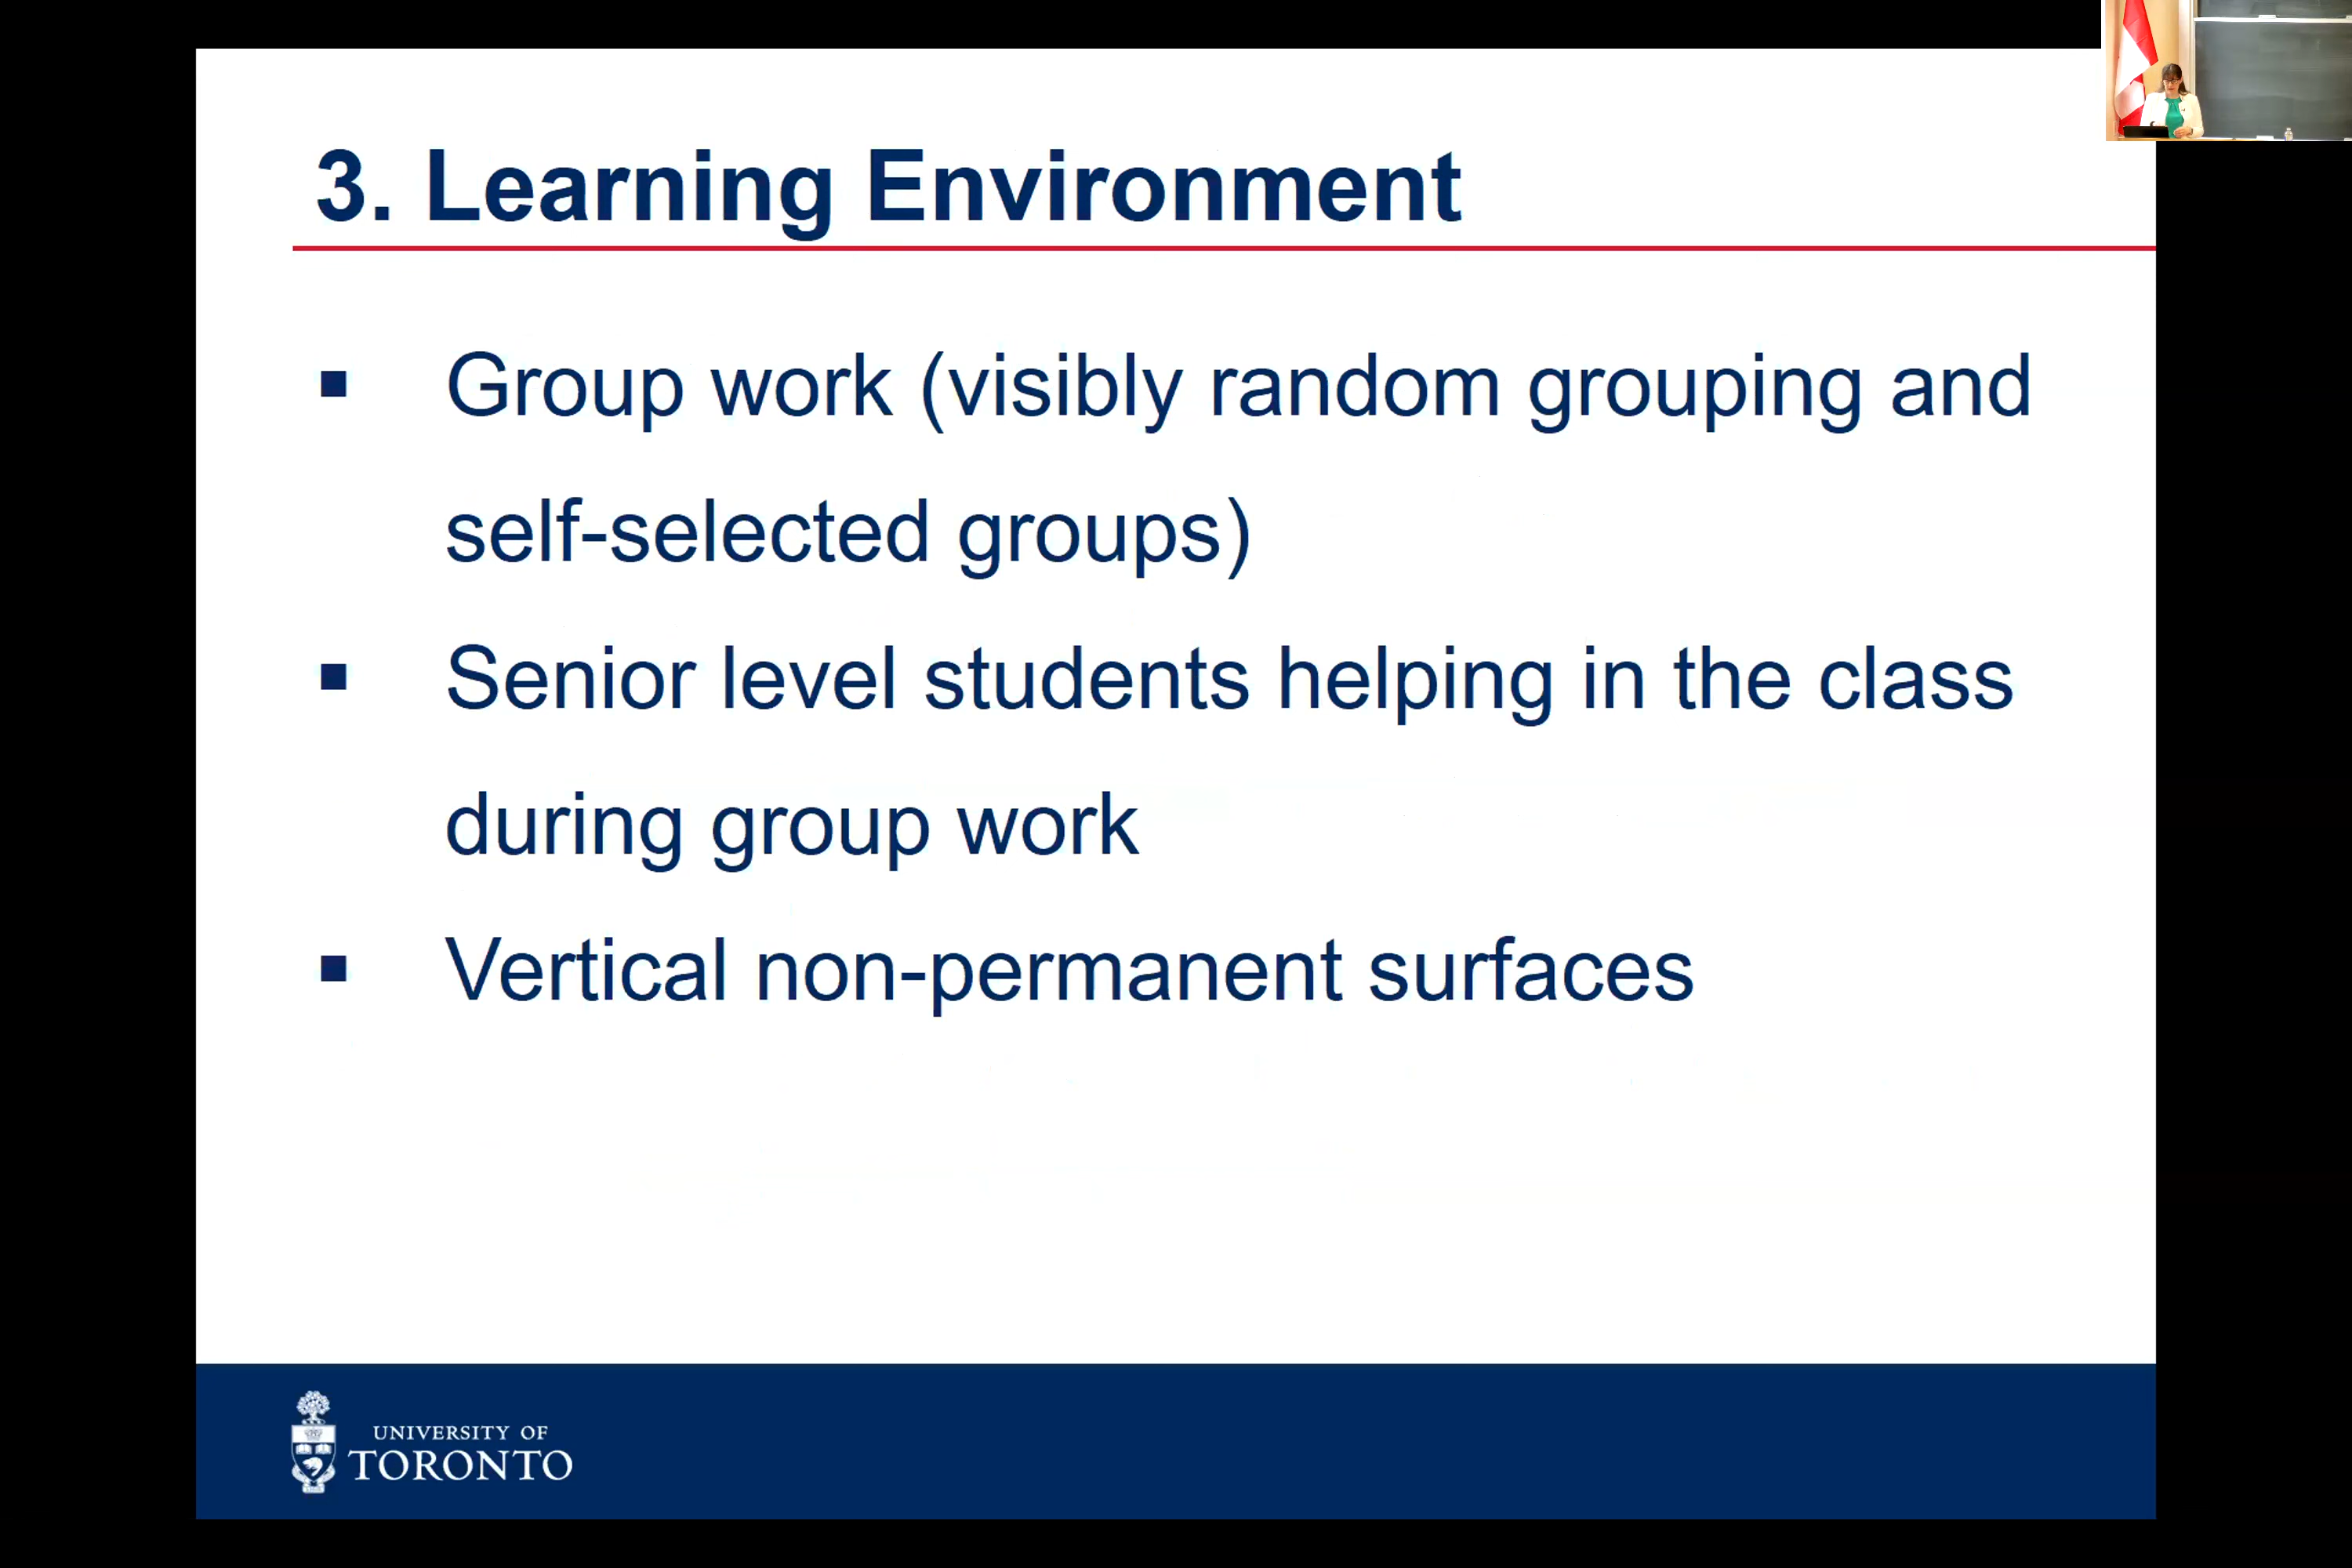 3. Learning Environment
▪ Group work (visibly random grouping and
self-selected groups)
▪ Senior level students helping in the class
during group work
▪ Vertical non-permanent surfaces
UNIVERSITY OF
TORONTO